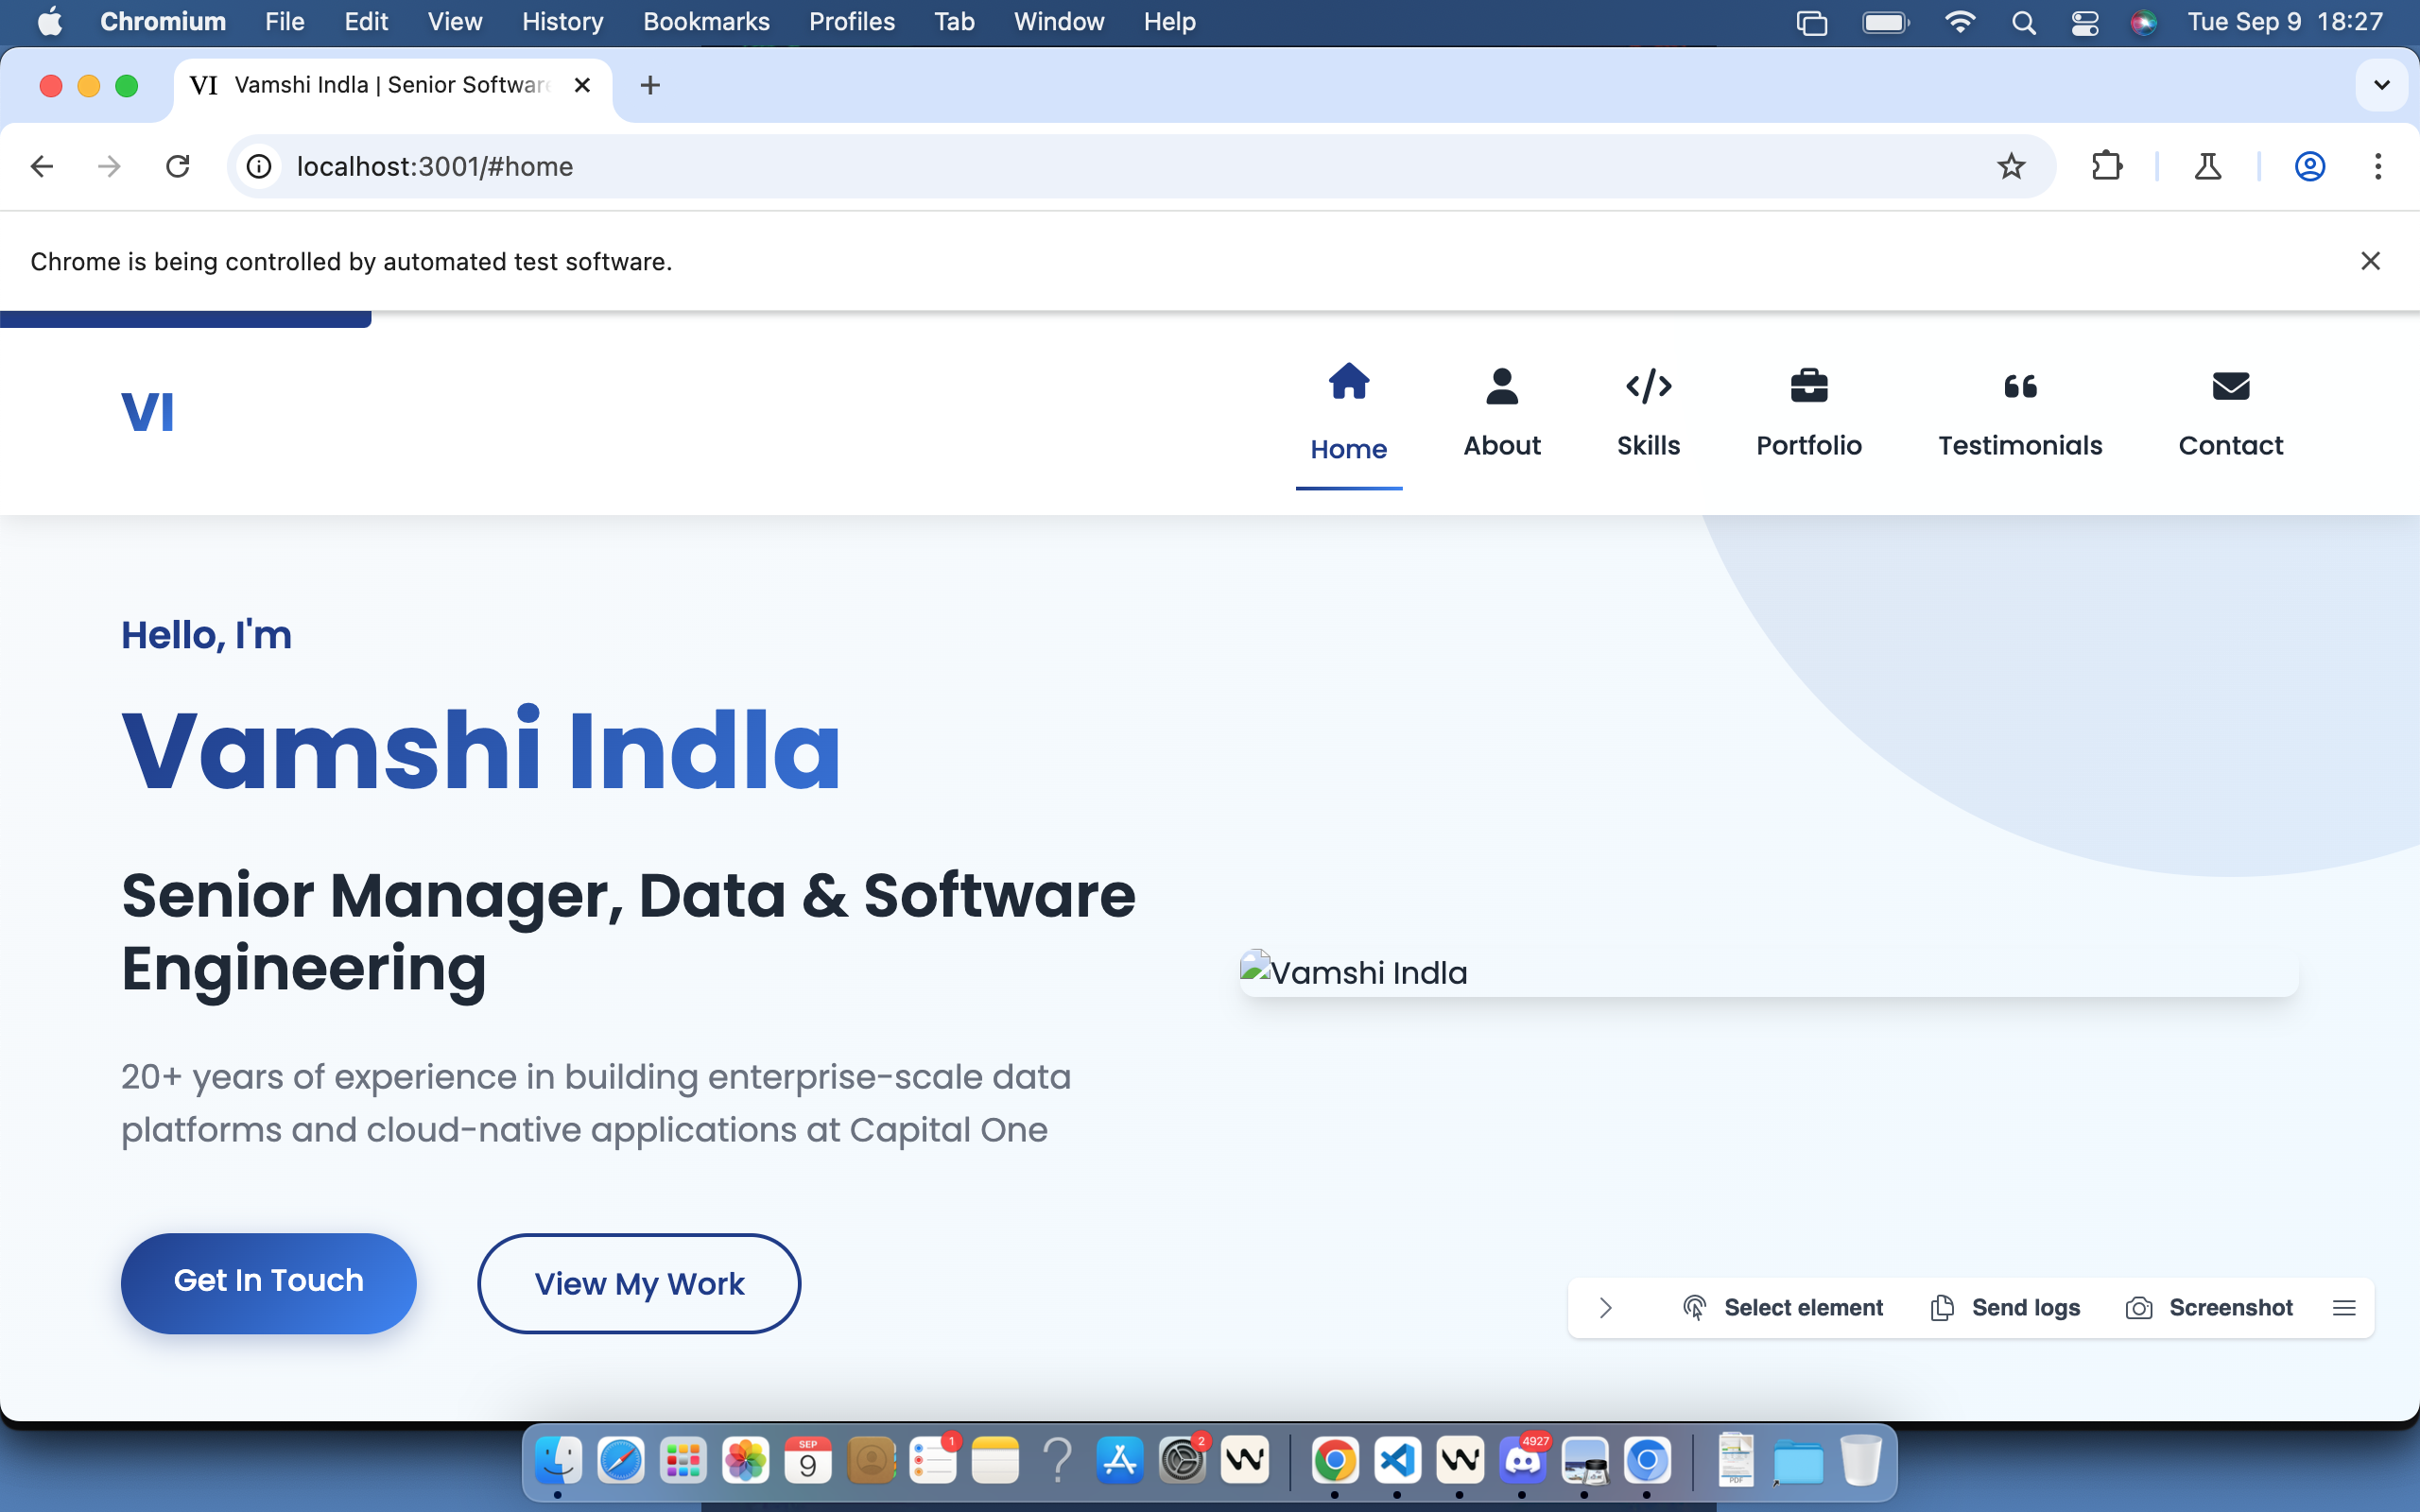 Chromium File Edit View History Bookmarks Profiles Tab Window Help Tue Sep 9 18:27
VI Vamshi Indla | Senior Softwar
localhost:3001/#home
Chrome is being controlled by automated test software.
VI
Home About Skills Portfolio Testimonials Contact
Hello, I'm
Vamshi Indla
Senior Manager, Data & Software
Engineering
Vamshi Indla
20+ years of experience in building enterprise-scale data
platforms and cloud-native applications at Capital One
Get In Touch View My Work
Select element Send logs Screenshot
SEP
9
1
2
4927
PDF